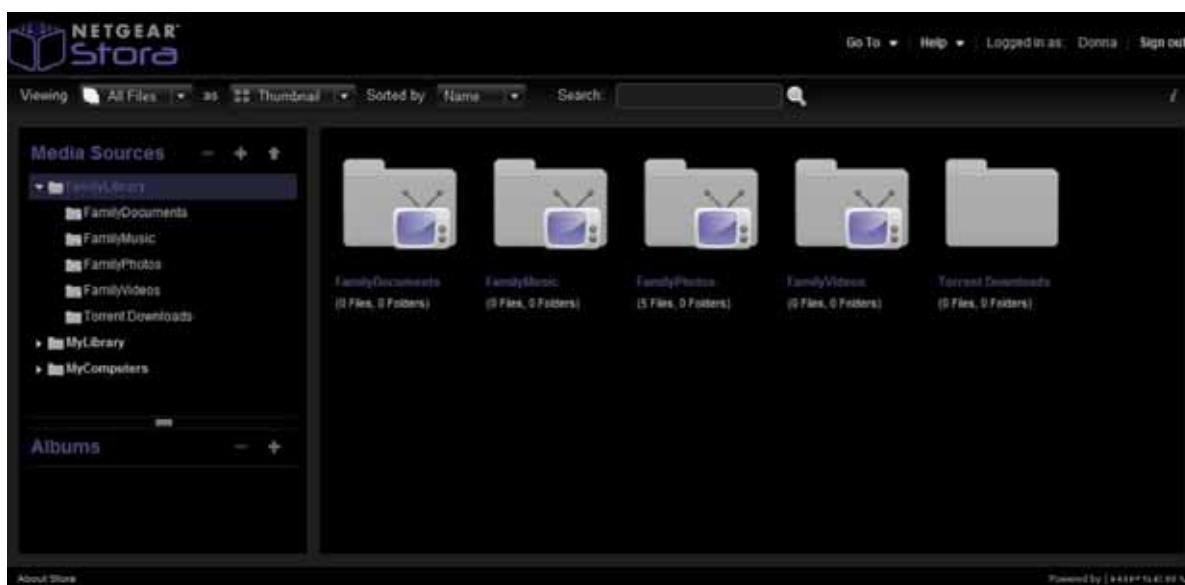 NETGEAR
Stora
Go To Help Logged in as: Donna Sign out
Viewing All Files as Thumbnail Sorted by Name Search:
Media Sources
FamilyLibrary
FamilyDocuments
FamilyMusic
FamilyPhotos
FamilyVideos
Torrent Downloads
MyLibrary
MyComputers
Albums
FamilyDocuments
(0 Files, 0 Folders)
FamilyMusic
(0 Files, 0 Folders)
FamilyPhotos
(5 Files, 0 Folders)
FamilyVideos
(0 Files, 0 Folders)
Torrent Downloads
(0 Files, 0 Folders)
About Stora
Powered by